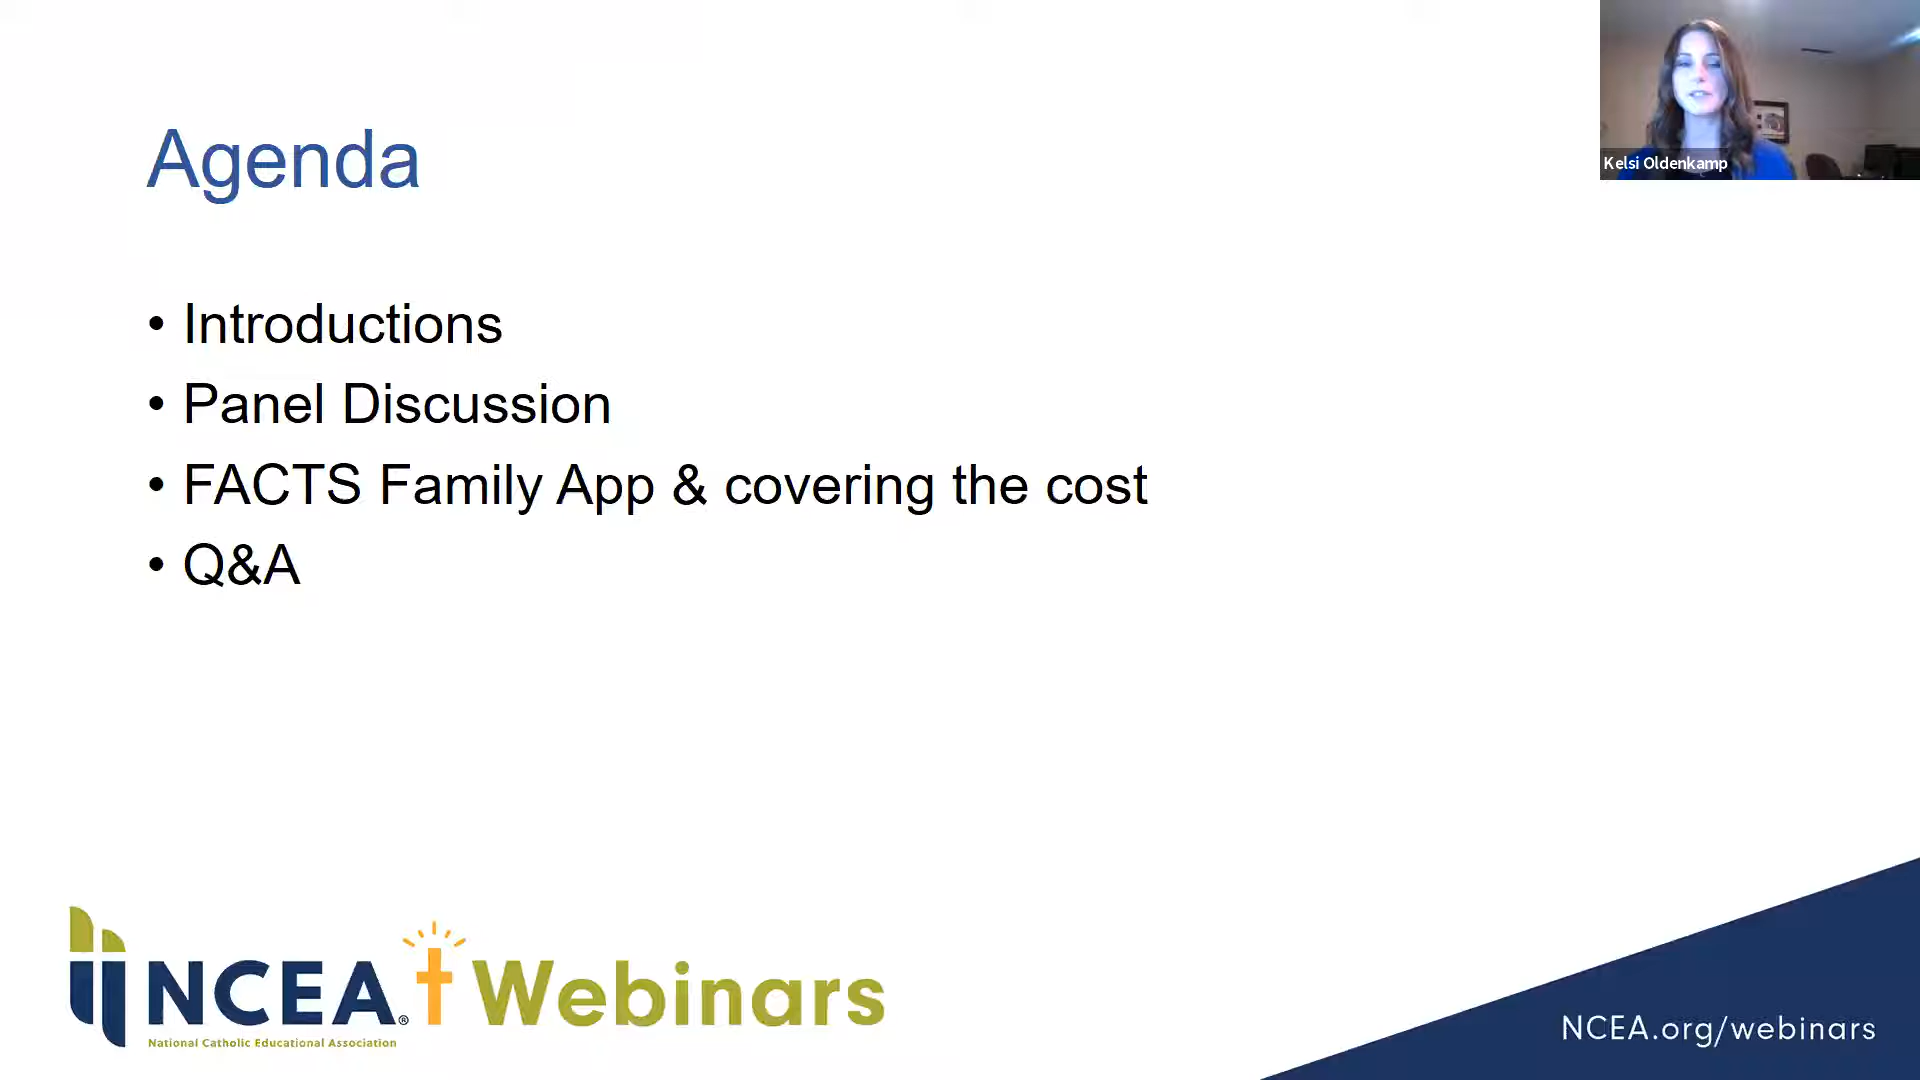 Agenda
Kelsi Oldenkamp
• Introductions
• Panel Discussion
• FACTS Family App & covering the cost
• Q&A
NCEA® Webinars
National Catholic Educational Association
NCEA.org/webinars